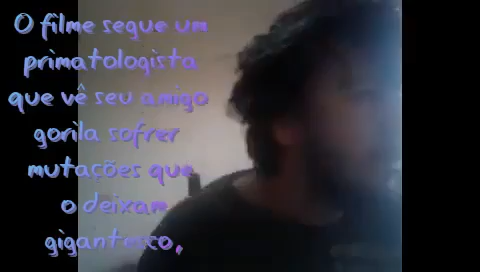 O filme segue um
primatologista
que vê seu amigo
gorila sofrer
mutações que
o deixam
gigantesco,